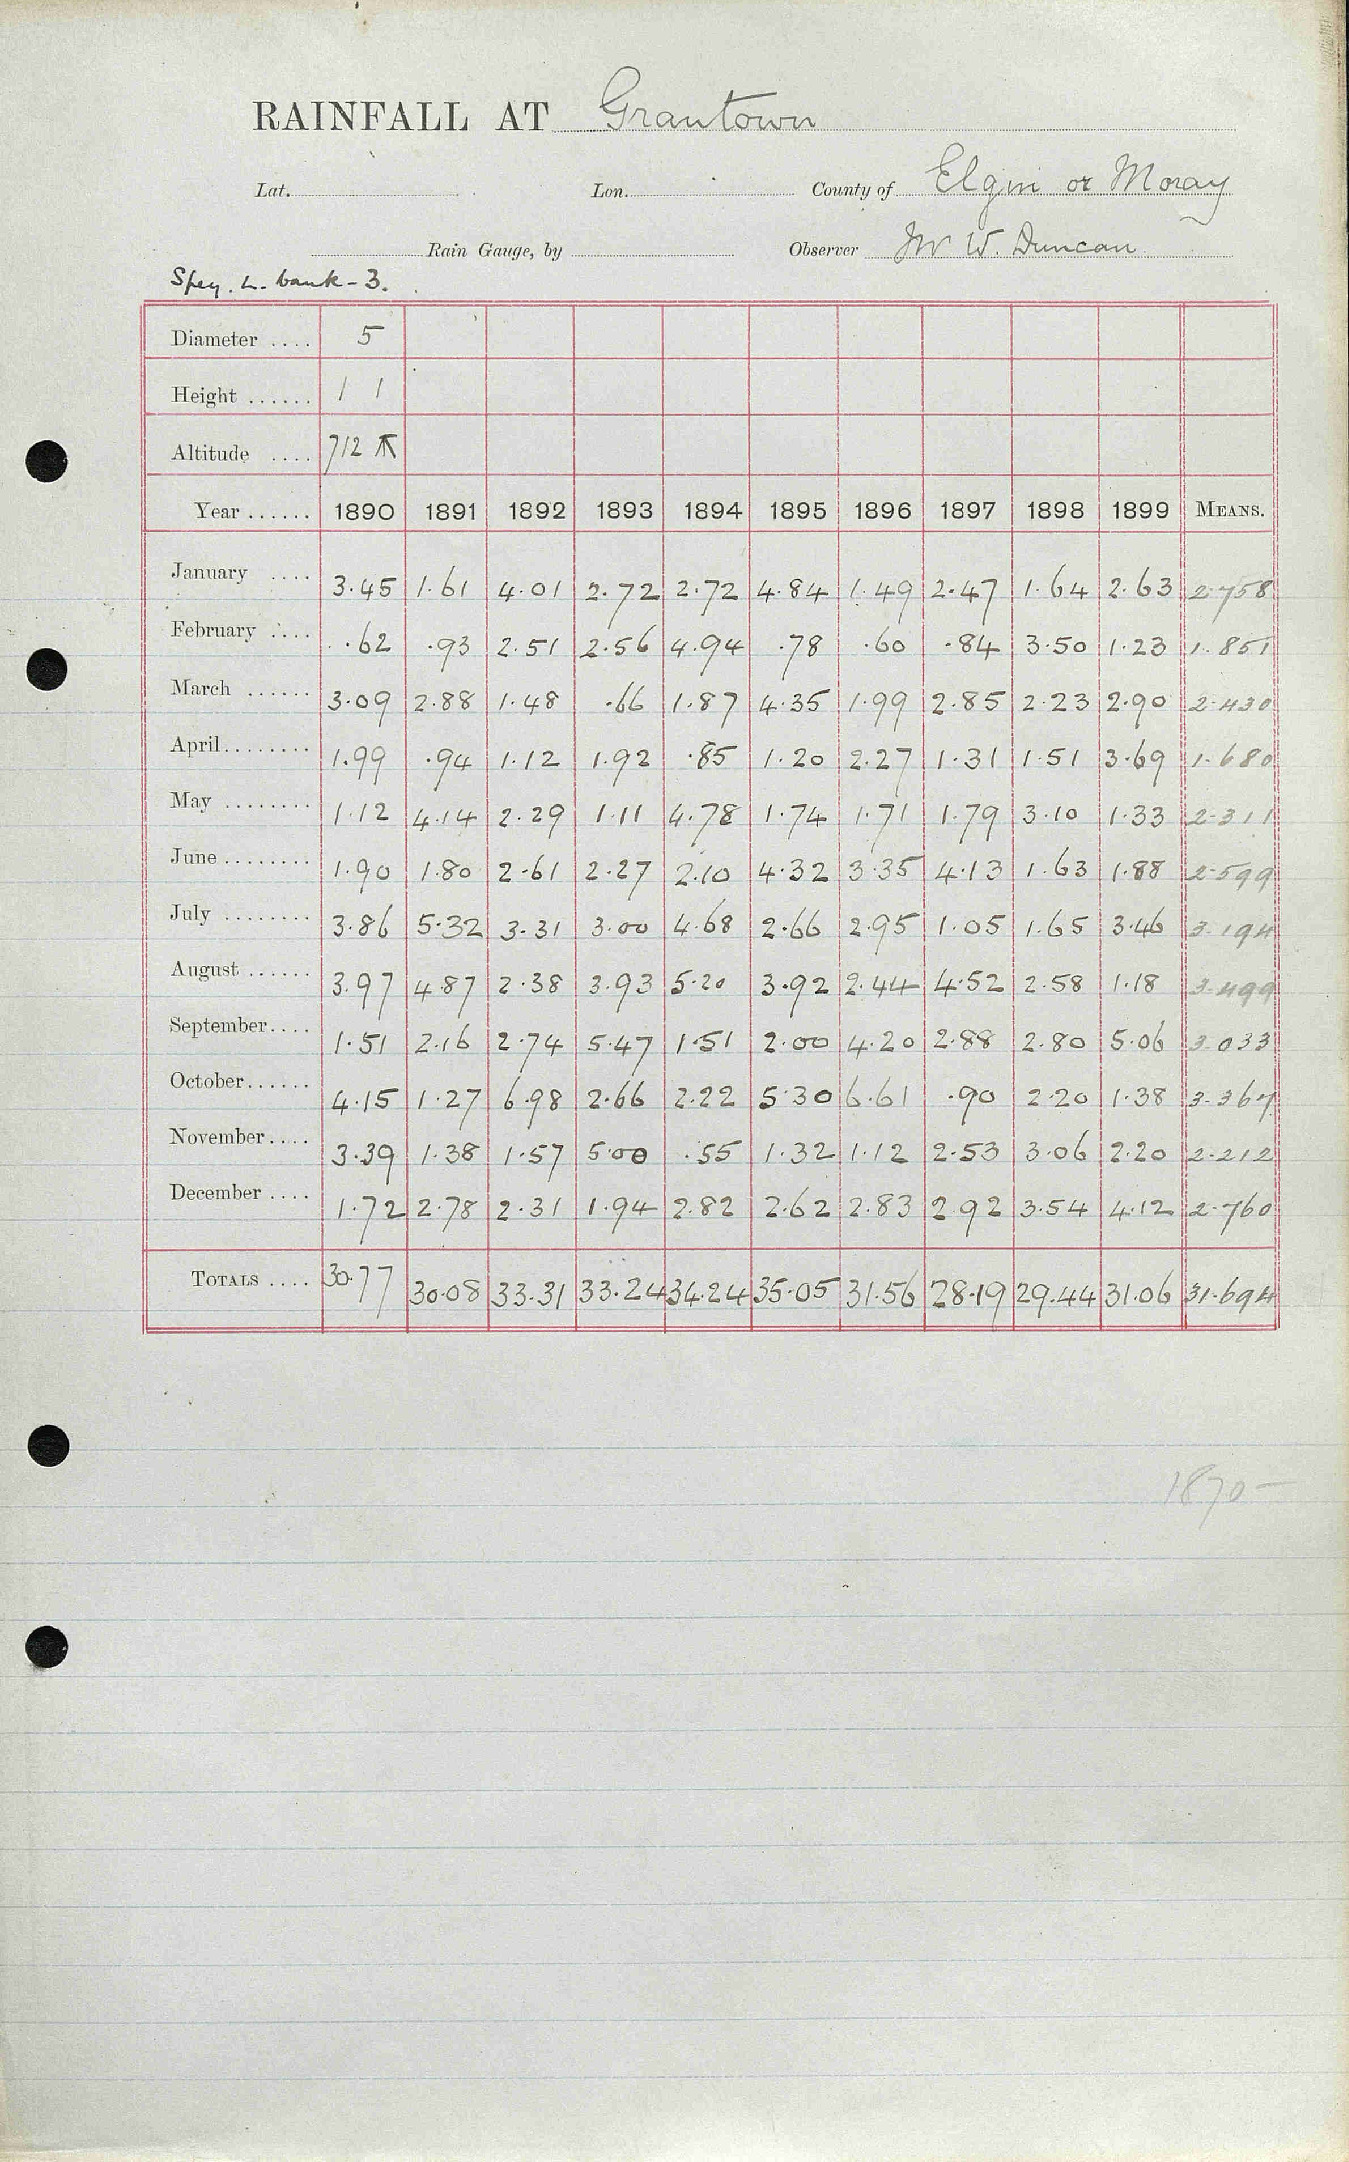 RAINFALL AT Grantown
Lat. Lon. County of Elgin or Moray
Rain Gauge, by Observer Mr W. Duncan
Spey. L. bank - 3.
Diameter .... 5
Height ...... 1 1
Altitude .... 712
Year ...... 1890 1891 1892 1893 1894 1895 1896 1897 1898 1899 MEANS.
January .... 3.45 1.61 4.01 2.72 2.72 4.84 1.49 2.47 1.64 2.63 2.758
February .... .62 .93 2.51 2.56 4.94 .78 .60 .84 3.50 1.23 1.851
March ...... 3.09 2.88 1.48 .66 1.87 4.35 1.99 2.85 2.23 2.90 2.430
April........ 1.99 .94 1.12 1.92 .85 1.20 2.27 1.31 1.51 3.69 1.680
May ........ 1.12 4.14 2.29 1.11 4.78 1.74 1.71 1.79 3.10 1.33 2.311
June ........ 1.90 1.80 2.61 2.27 2.10 4.32 3.35 4.13 1.63 1.88 2.599
July ........ 3.86 5.32 3.31 3.00 4.68 2.66 2.95 1.05 1.65 3.46 3.194
August ...... 3.97 4.87 2.38 3.93 5.20 3.92 2.44 4.52 2.58 1.18 3.499
September.... 1.51 2.16 2.74 5.47 1.51 2.00 4.20 2.88 2.80 5.06 3.033
October...... 4.15 1.27 6.98 2.66 2.22 5.30 6.61 .90 2.20 1.38 3.367
November.... 3.39 1.38 1.57 5.00 .55 1.32 1.12 2.53 3.06 2.20 2.212
December .... 1.72 2.78 2.31 1.94 2.82 2.62 2.83 2.92 3.54 4.12 2.760
TOTALS .... 30.77 30.08 33.31 33.24 34.24 35.05 31.56 28.19 29.44 31.06 31.694
1870-